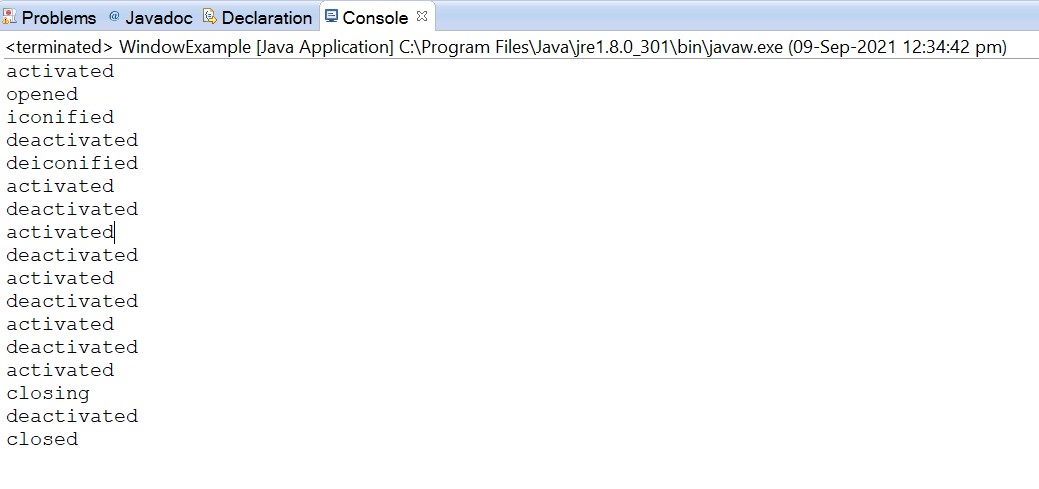 Problems @ Javadoc Declaration Console
<terminated> WindowExample [Java Application] C:\Program Files\Java\jre1.8.0_301\bin\javaw.exe (09-Sep-2021 12:34:42 pm)
activated
opened
iconified
deactivated
deiconified
activated
deactivated
activated
deactivated
activated
deactivated
activated
deactivated
activated
closing
deactivated
closed